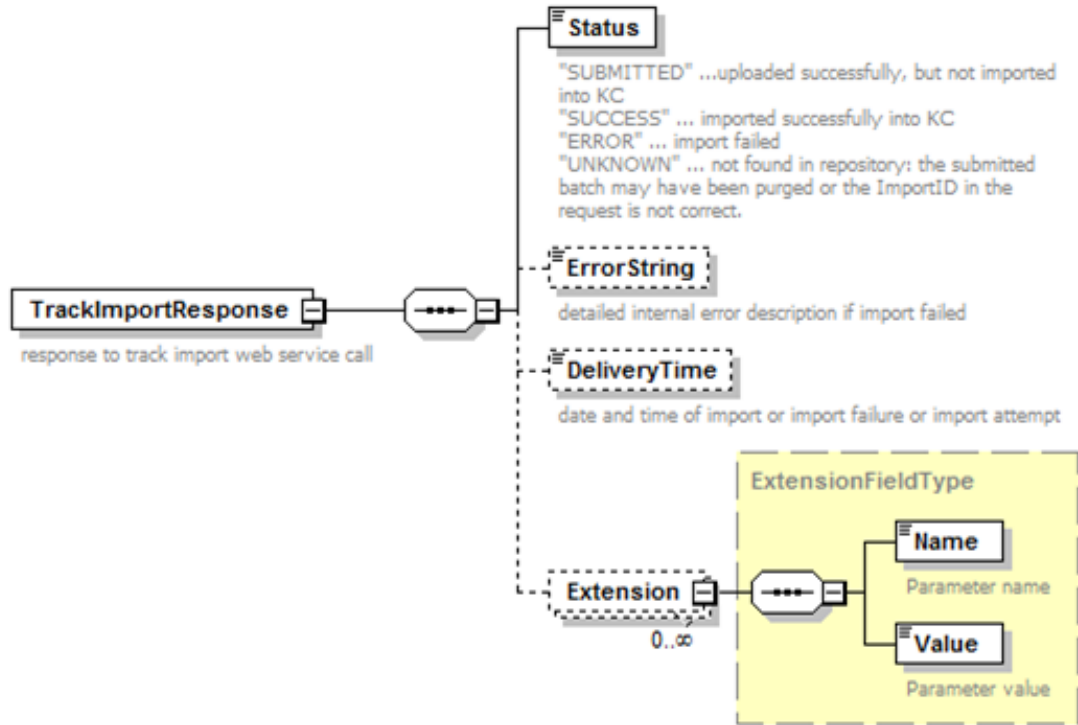 Status
"SUBMITTED" ...uploaded successfully, but not imported
into KC
"SUCCESS" ... imported successfully into KC
"ERROR" ... import failed
"UNKNOWN" ... not found in repository: the submitted
batch may have been purged or the ImportID in the
request is not correct.
ErrorString
detailed internal error description if import failed
TrackImportResponse
response to track import web service call
DeliveryTime
date and time of import or import failure or import attempt
ExtensionFieldType
Name
Parameter name
Extension
0..∞
Value
Parameter value